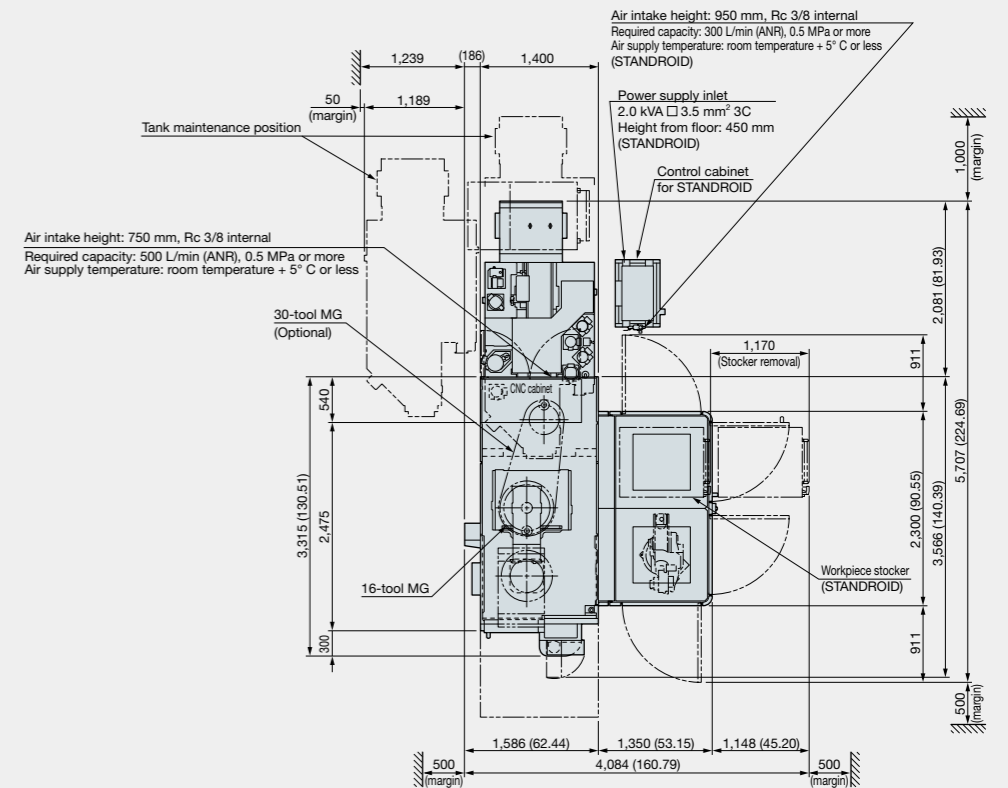 Air intake height: 950 mm, Rc 3/8 internal
Required capacity: 300 L/min (ANR), 0.5 MPa or more
Air supply temperature: room temperature + 5° C or less
(STANDROID)
1,239
(186)
1,400
50
(margin)
1,189
Tank maintenance position
Power supply inlet
2.0 kVA □ 3.5 mm² 3C
Height from floor: 450 mm
(STANDROID)
Control cabinet
for STANDROID
1,000
(margin)
Air intake height: 750 mm, Rc 3/8 internal
Required capacity: 500 L/min (ANR), 0.5 MPa or more
Air supply temperature: room temperature + 5° C or less
2,081 (81.93)
30-tool MG
(Optional)
1,170
(Stocker removal)
911
CNC cabinet
540
5,707 (224.69)
3,315 (130.51)
2,475
2,300 (90.55)
3,566 (140.39)
16-tool MG
Workpiece stocker
(STANDROID)
300
911
500
(margin)
1,586 (62.44)
1,350 (53.15)
1,148 (45.20)
500
(margin)
4,084 (160.79)
500
(margin)